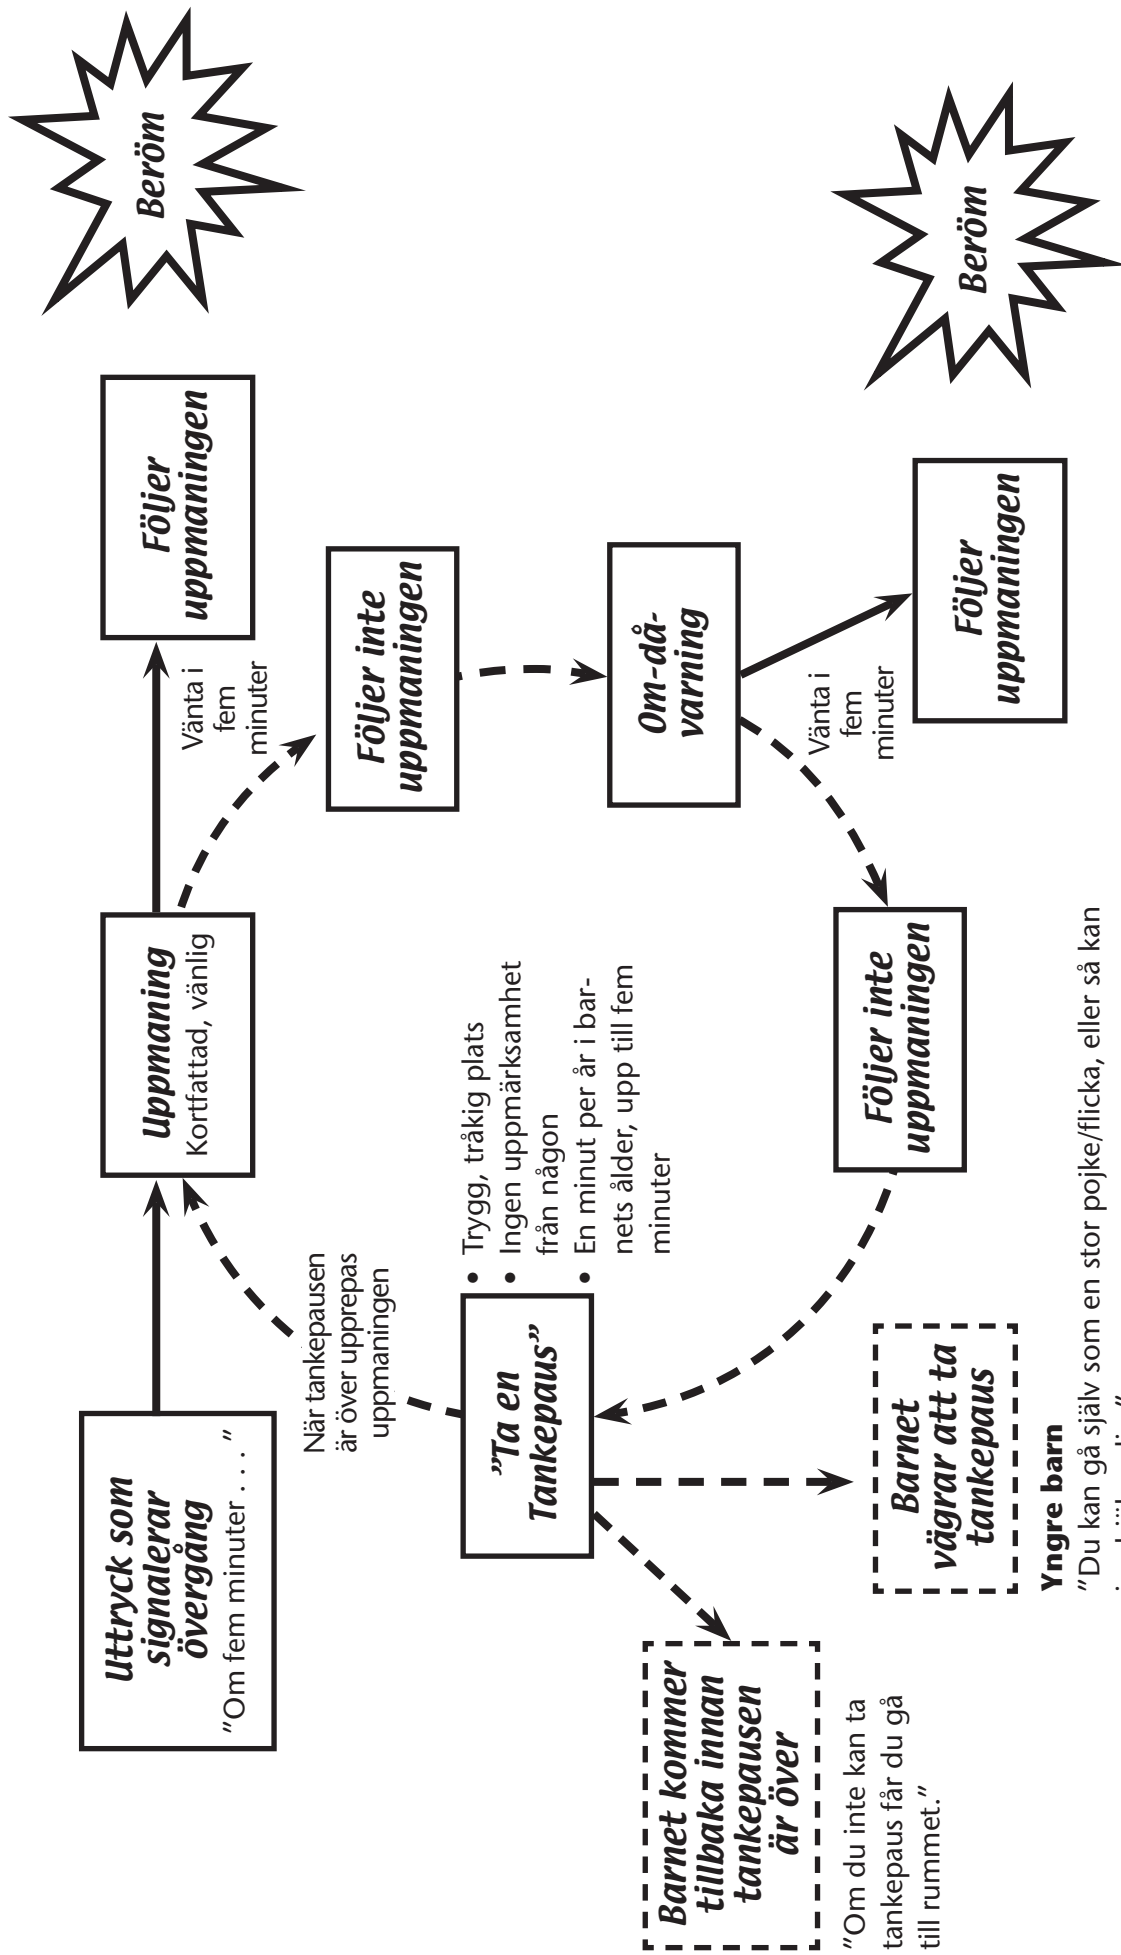 Uttryck som
signalerar
övergång
”Om fem minuter . . . ”
Uppmaning
Kortfattad, vänlig
Följer
uppmaningen
Beröm
Vänta i
fem
minuter
Följer inte
uppmaningen
När tankepausen
är över upprepas
uppmaningen
”Ta en
Tankepaus”
• Trygg, tråkig plats
• Ingen uppmärksamhet
från någon
• En minut per år i bar-
nets ålder, upp till fem
minuter
Om-då-
varning
Vänta i
fem
minuter
Följer
uppmaningen
Beröm
Följer inte
uppmaningen
Barnet kommer
tillbaka innan
tankepausen
är över
”Om du inte kan ta
tankepaus får du gå
till rummet.”
Barnet
vägrar att ta
tankepaus
Yngre barn
”Du kan gå själv som en stor pojke/flicka, eller så kan